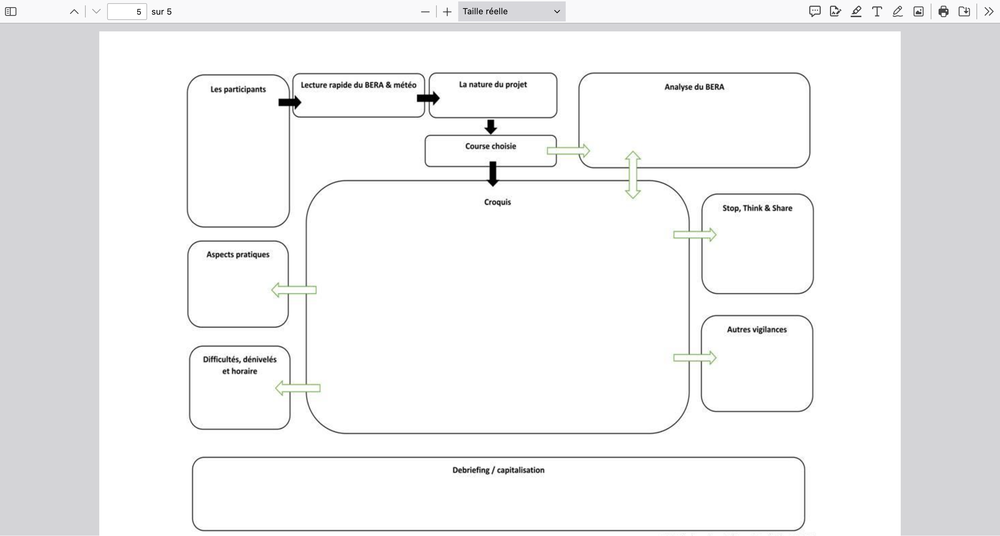 5 sur 5
Taille réelle
Les participants
Lecture rapide du BERA & météo
La nature du projet
Analyse du BERA
Course choisie
Croquis
Stop, Think & Share
Aspects pratiques
Autres vigilances
Difficultés, dénivelés
et horaire
Debriefing / capitalisation